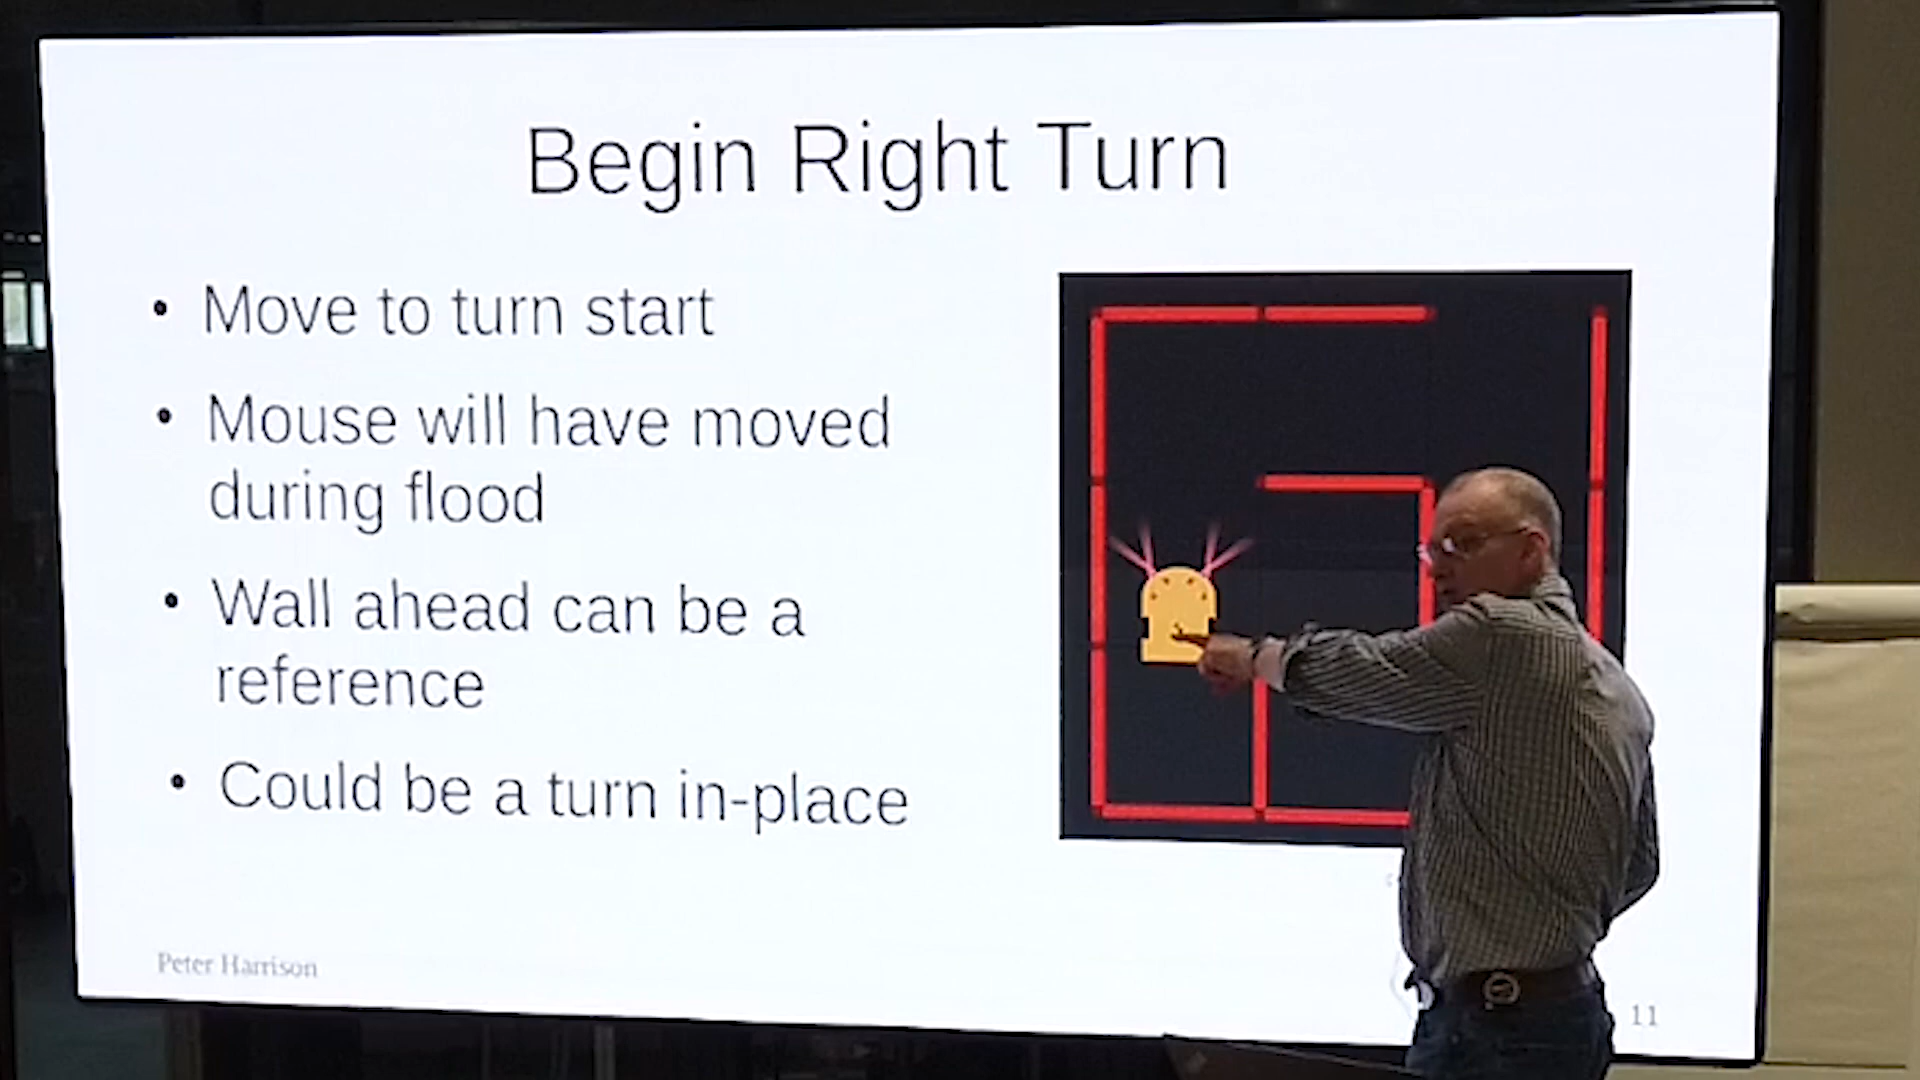 Begin Right Turn
• Move to turn start
• Mouse will have moved
during flood
• Wall ahead can be a
reference
• Could be a turn in-place
Peter Harrison
11